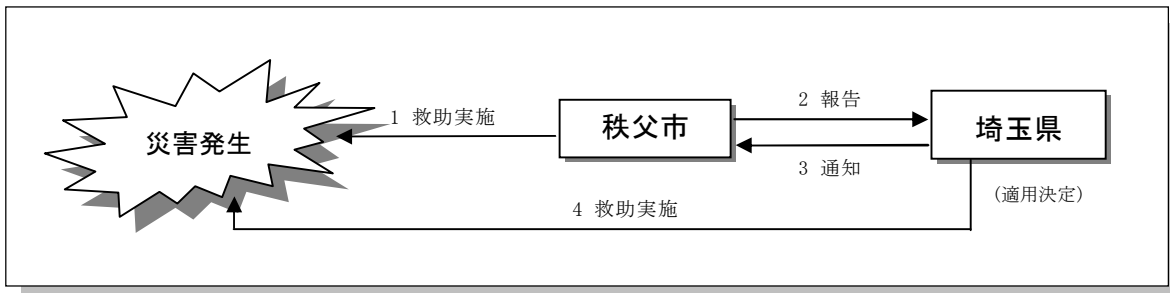 災害発生
1 救助実施
秩父市
2 報告
3 通知
埼玉県
(適用決定)
4 救助実施